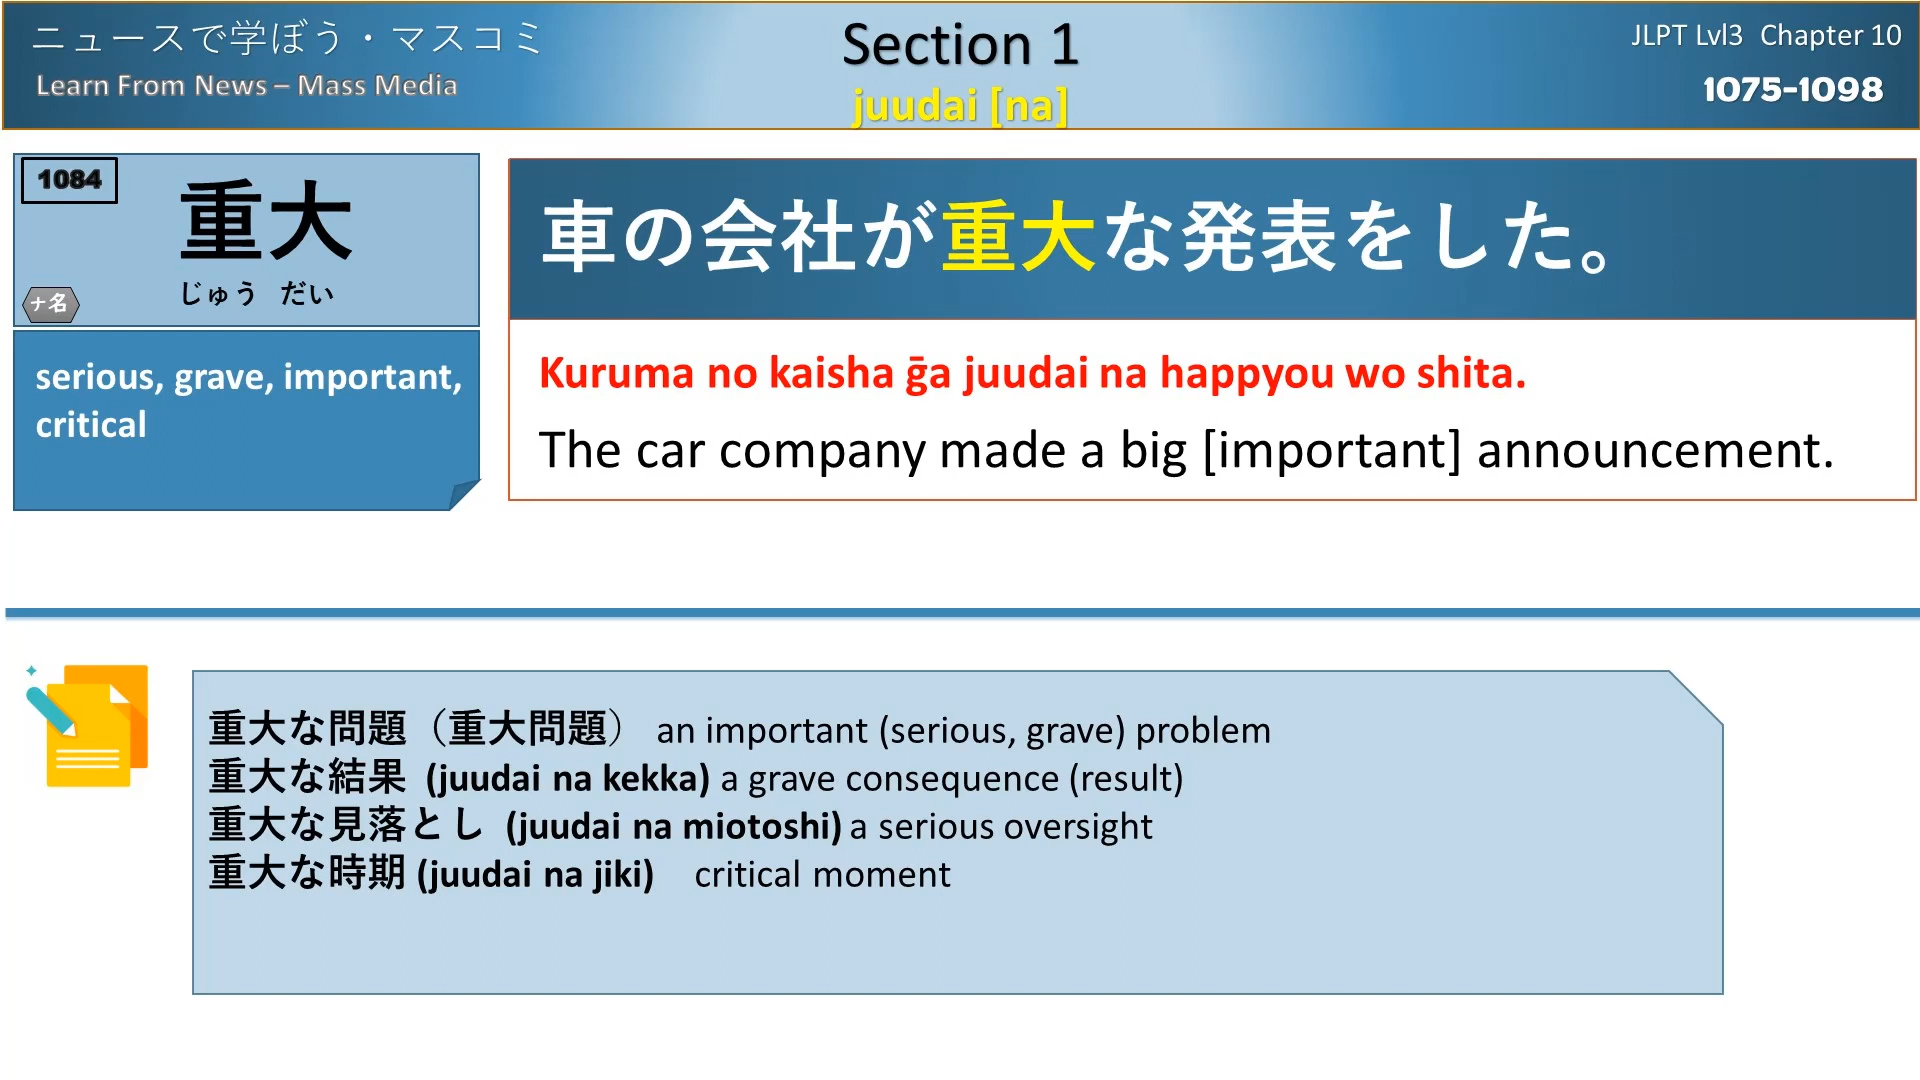 ニュースで学ぼう・マスコミ
Learn From News – Mass Media
Section 1
juudai [na]
JLPT Lvl3 Chapter 10
1075-1098
1084
重大
じゅう だい
ナ名
serious, grave, important,
critical
車の会社が重大な発表をした。
Kuruma no kaisha ḡa juudai na happyou wo shita.
The car company made a big [important] announcement.
重大な問題（重大問題） an important (serious, grave) problem
重大な結果 (juudai na kekka) a grave consequence (result)
重大な見落とし (juudai na miotoshi) a serious oversight
重大な時期 (juudai na jiki) critical moment